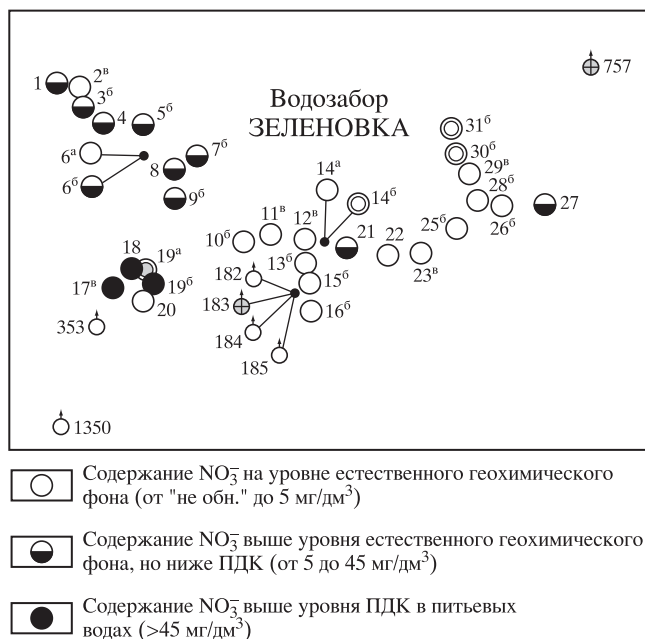 757
1
2в
3б
4
5б
Водозабор
ЗЕЛЕНОВКА
31б
6а
7б
30б
8
14а
29в
6б
9б
14б
28б
27
11в
12в
21
25б
26б
10б
22
23в
18
19а
13б
182
17в
19б
15б
20
183
16б
353
184
185
1350
Содержание NO₃⁻ на уровне естественного геохимического
фона (от "не обн." до 5 мг/дм³)
Содержание NO₃⁻ выше уровня естественного геохимического
фона, но ниже ПДК (от 5 до 45 мг/дм³)
Содержание NO₃⁻ выше уровня ПДК в питьевых
водах (>45 мг/дм³)